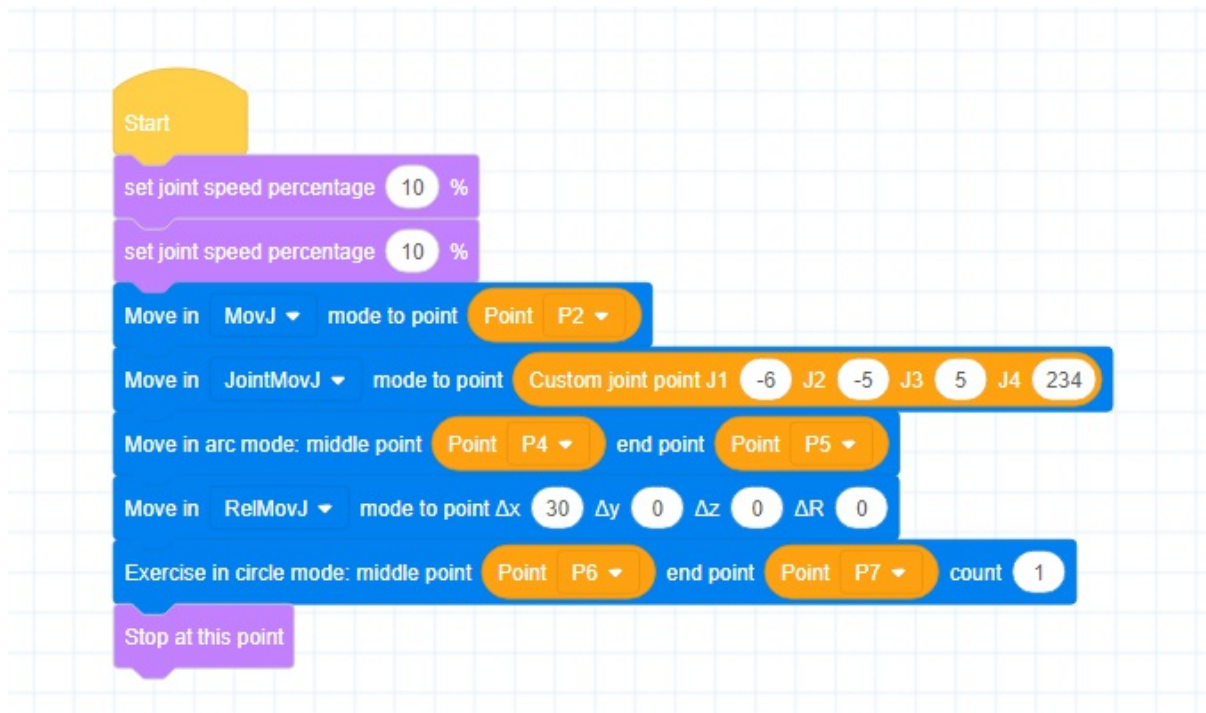 Start
set joint speed percentage 10 %
set joint speed percentage 10 %
Move in MovJ mode to point Point P2
Move in JointMovJ mode to point Custom joint point J1 -6 J2 -5 J3 5 J4 234
Move in arc mode: middle point Point P4 end point Point P5
Move in RelMovJ mode to point Δx 30 Δy 0 Δz 0 ΔR 0
Exercise in circle mode: middle point Point P6 end point Point P7 count 1
Stop at this point